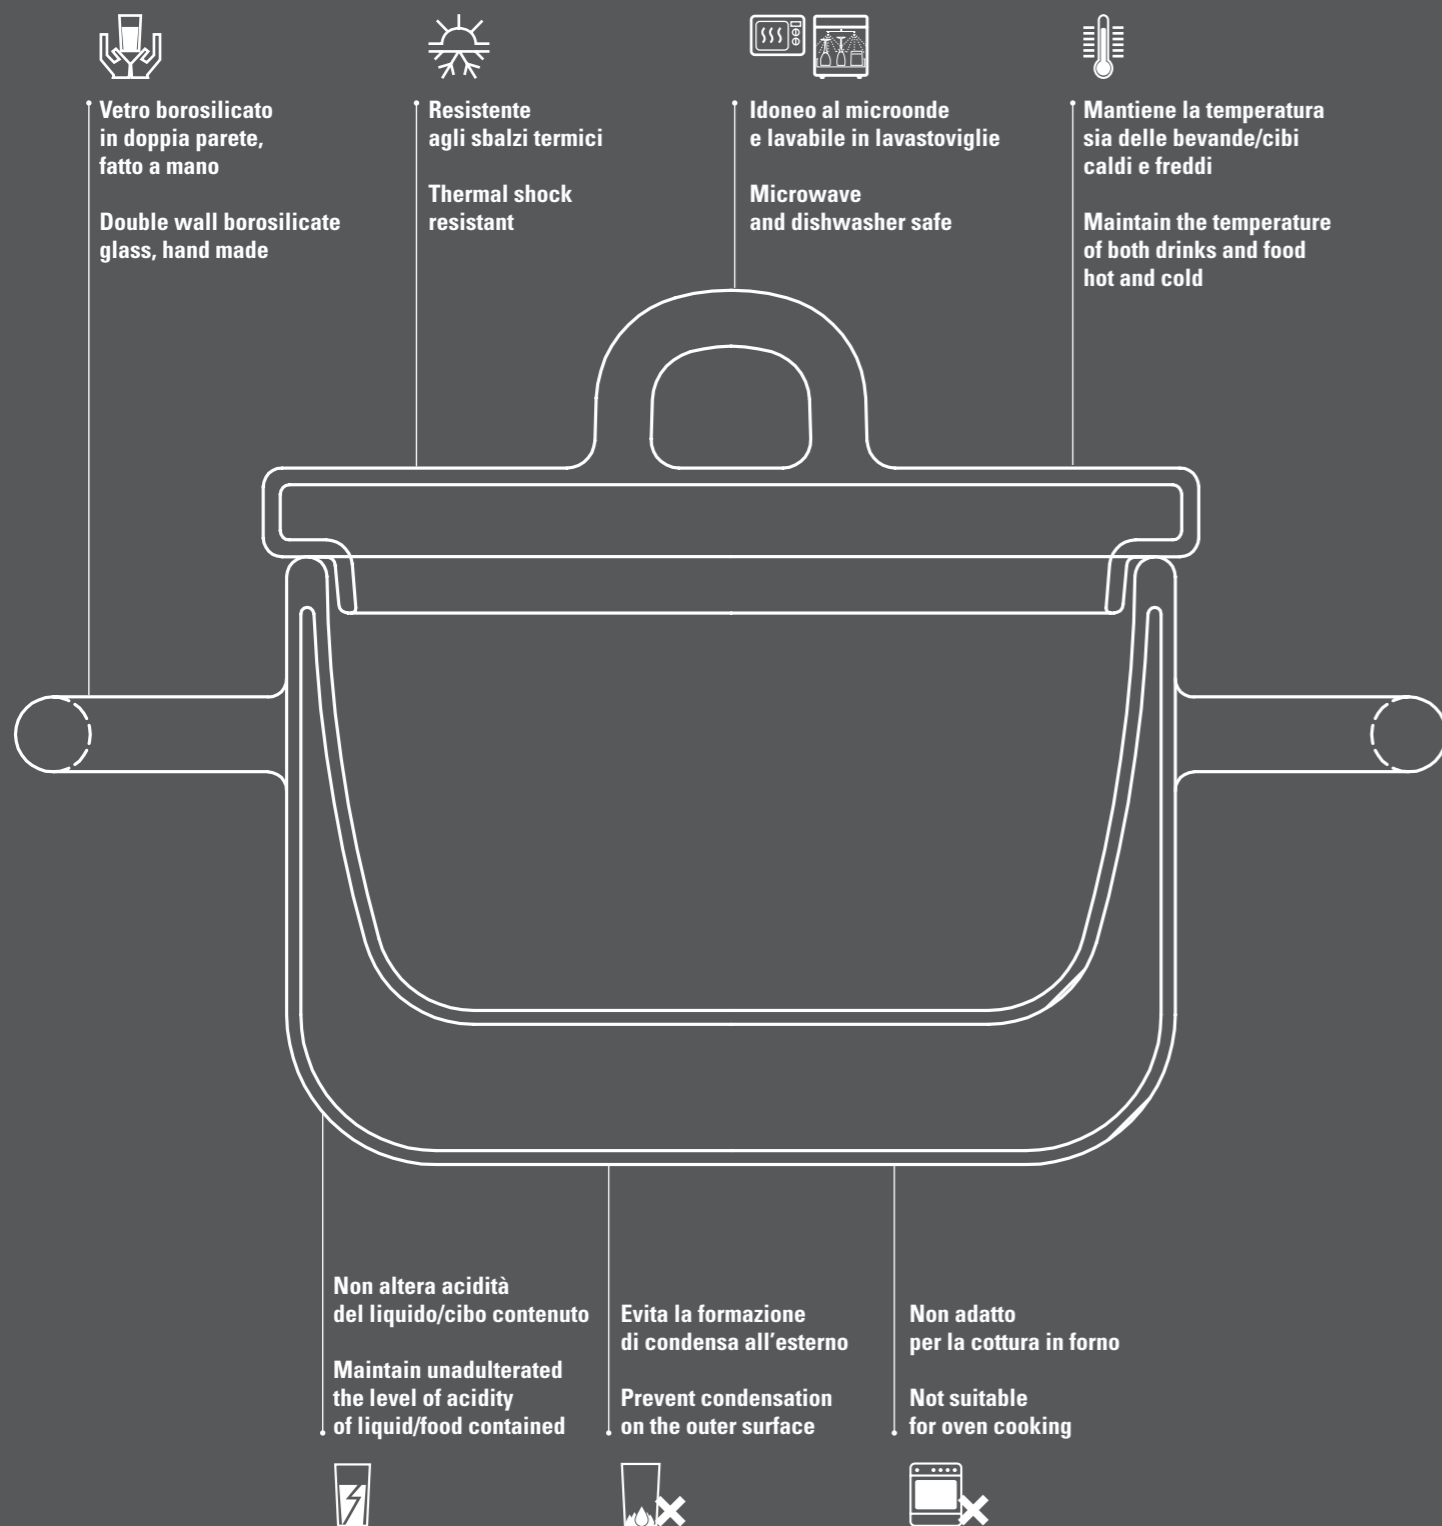 Vetro borosilicato
in doppia parete,
fatto a mano
Double wall borosilicate
glass, hand made
Resistente
agli sbalzi termici
Thermal shock
resistant
Idoneo al microonde
e lavabile in lavastoviglie
Microwave
and dishwasher safe
Mantiene la temperatura
sia delle bevande/cibi
caldi e freddi
Maintain the temperature
of both drinks and food
hot and cold
Non altera acidità
del liquido/cibo contenuto
Maintain unadulterated
the level of acidity
of liquid/food contained
Evita la formazione
di condensa all'esterno
Prevent condensation
on the outer surface
Non adatto
per la cottura in forno
Not suitable
for oven cooking